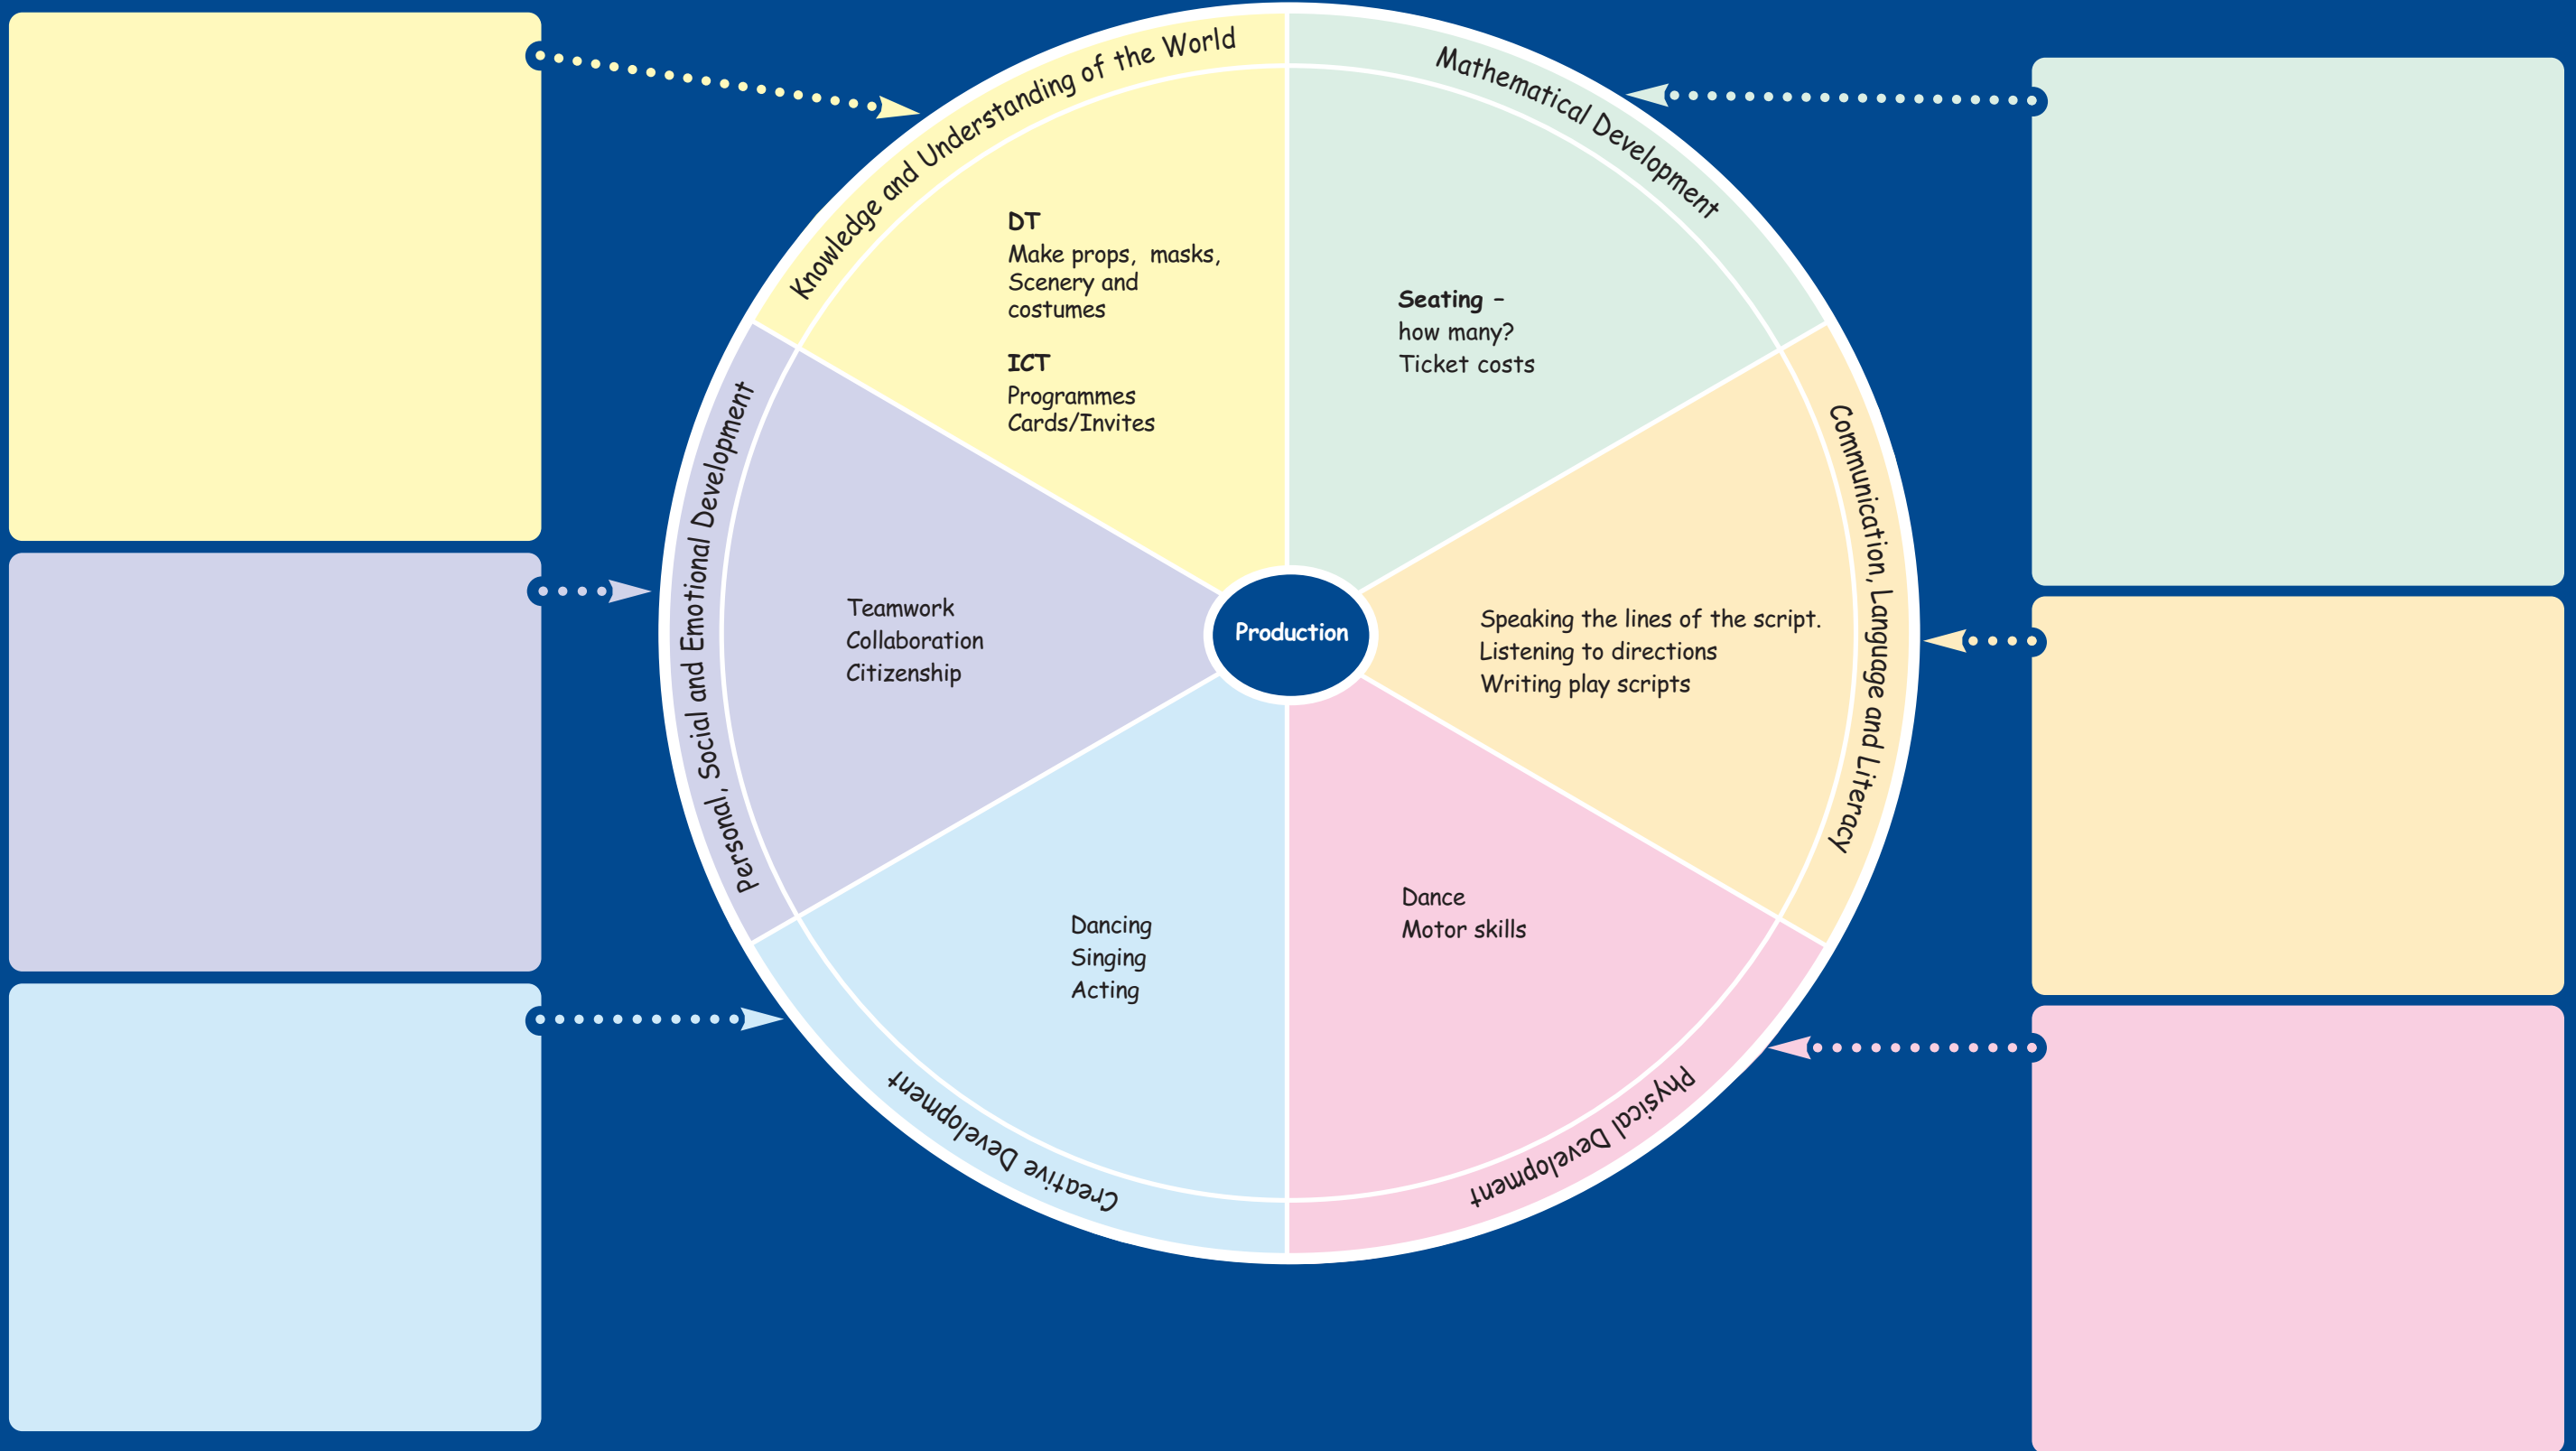 Knowledge and Understanding of the World
DT
Make props,  masks,
Scenery and
costumes
ICT
Programmes
Cards/Invites
Mathematical Development
Seating –
how many?
Ticket costs
Communication, Language and Literacy
Speaking the lines of the script.
Listening to directions
Writing play scripts
Physical Development
Dance
Motor skills
Creative Development
Dancing
Singing
Acting
Personal, Social and Emotional Development
Teamwork
Collaboration
Citizenship
Production